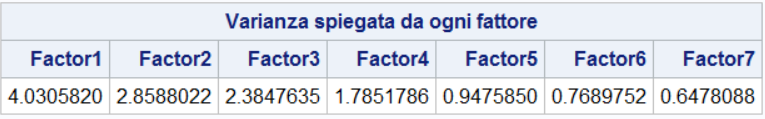 Varianza spiegata da ogni fattore
Factor1 Factor2 Factor3 Factor4 Factor5 Factor6 Factor7
4.0305820 2.8588022 2.3847635 1.7851786 0.9475850 0.7689752 0.6478088